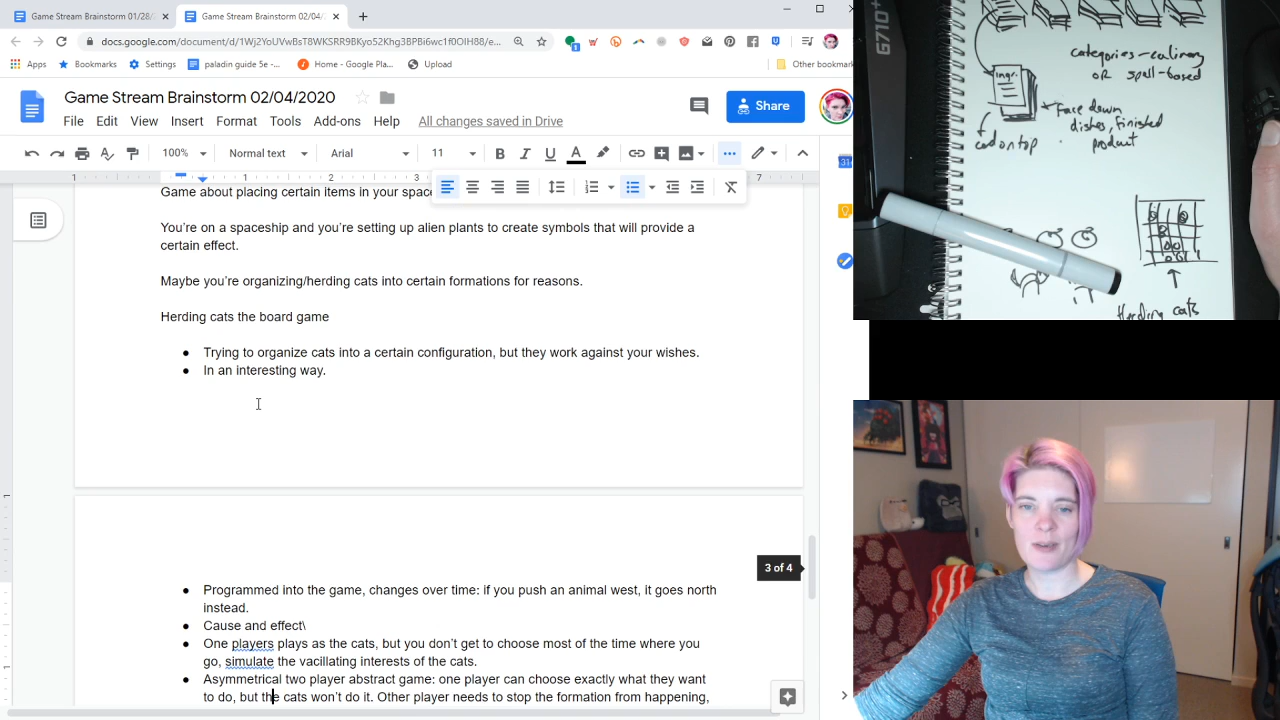 Game Stream Brainstorm 01/28/
Game Stream Brainstorm 02/04/
docs.google.com/document/d/1Wj2YoUVwBsT8WKSRR9BKyo52Khg3BPBi6wc1f0OIH88/e...
Apps
Bookmarks
Settings
paladin guide 5e -...
Home - Google Pla...
Upload
Other bookmar
Game Stream Brainstorm 02/04/2020
Share
File Edit View Insert Format Tools Add-ons Help All changes saved in Drive
100% Normal text Arial 11 B I U A
1 2 3 7
31
Game about placing certain items in your space
You're on a spaceship and you're setting up alien plants to create symbols that will provide a
certain effect.
Maybe you're organizing/herding cats into certain formations for reasons.
Herding cats the board game
● Trying to organize cats into a certain configuration, but they work against your wishes.
● In an interesting way.
3 of 4
● Programmed into the game, changes over time: if you push an animal west, it goes north
instead.
● Cause and effect\
● One players plays as the cats, but you don't get to choose most of the time where you
go, simulate the vacillating interests of the cats.
● Asymmetrical two player abstract game: one player can choose exactly what they want
to do, but the cats won't do it. Other player needs to stop the formation from happening,
G710+
categories-culinary
OR spell-based
Ingr.
Face down
dishes, finished
product
card on top
Herding cats